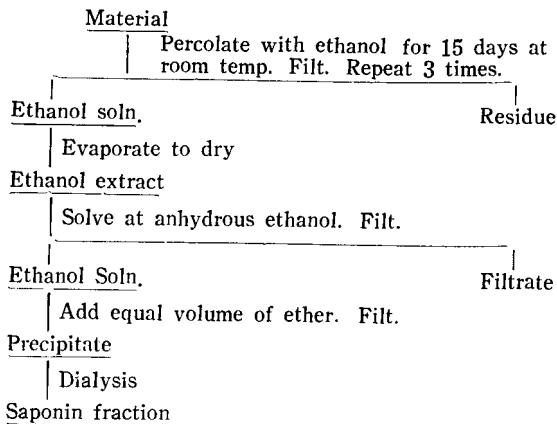 Material
Percolate with ethanol for 15 days at
room temp. Filt. Repeat 3 times.
Ethanol soln.
Residue
Evaporate to dry
Ethanol extract
Solve at anhydrous ethanol. Filt.
Ethanol Soln.
Filtrate
Add equal volume of ether. Filt.
Precipitate
Dialysis
Saponin fraction